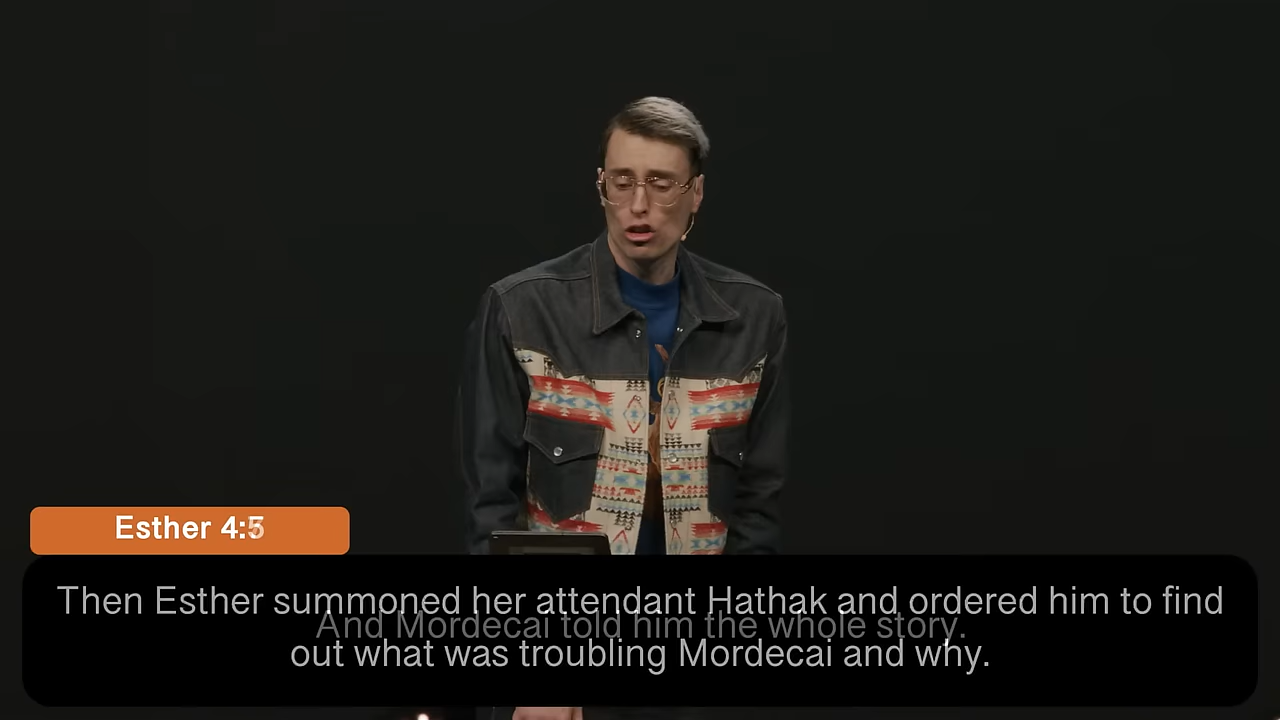 Esther 4:5
Then Esther summoned her attendant Hathak and ordered him to find
And Mordecai told him the whole story.
out what was troubling Mordecai and why.